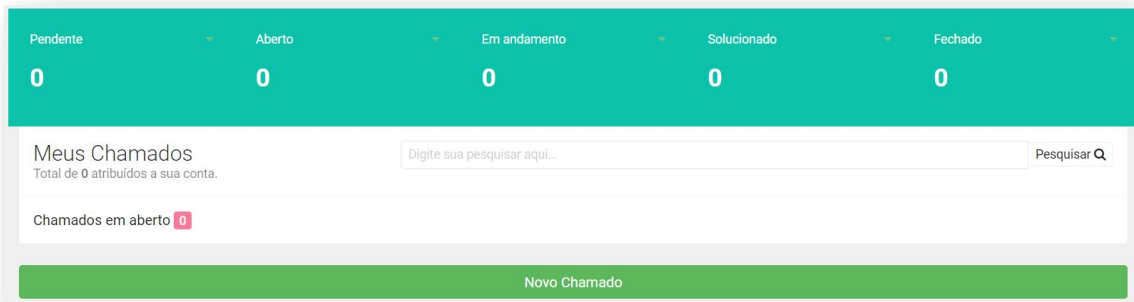 Pendente Aberto Em andamento Solucionado Fechado
0 0 0 0 0
Meus Chamados
Total de 0 atribuídos a sua conta.
Digite sua pesquisar aqui...
Pesquisar
Chamados em aberto 0
Novo Chamado